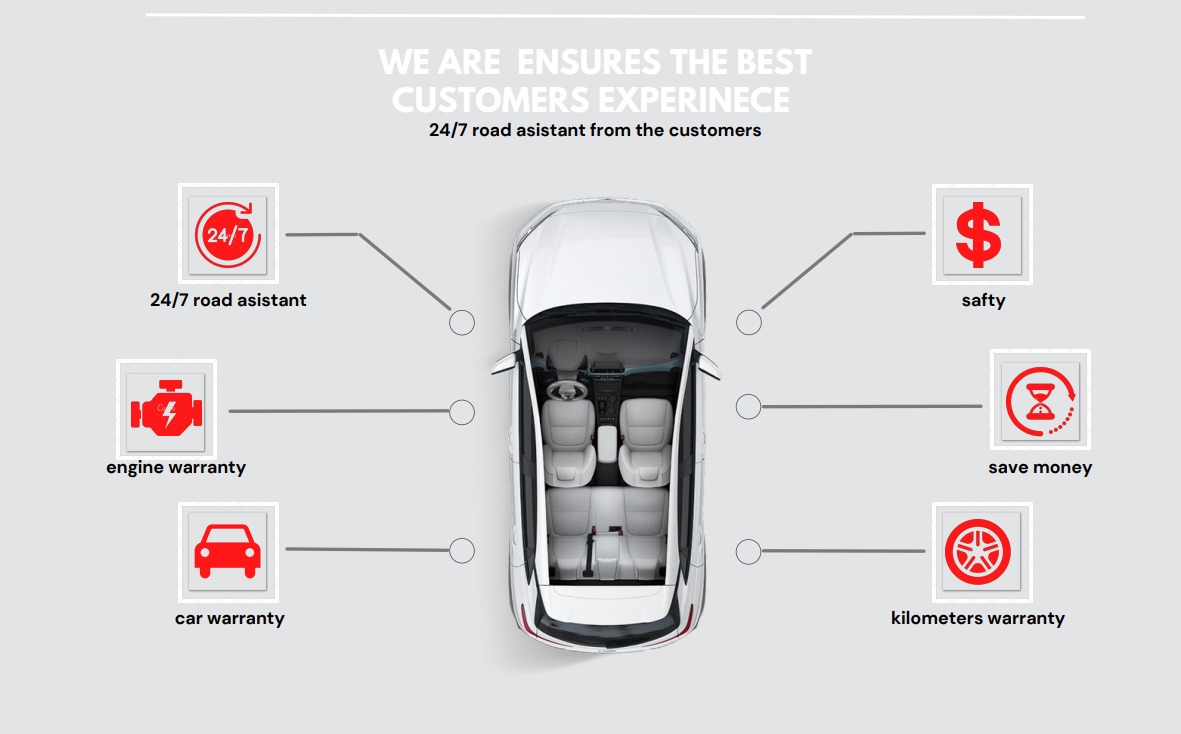 WE ARE ENSURES THE BEST
CUSTOMERS EXPERINECE
24/7 road asistant from the customers
24/7
24/7 road asistant
safty
engine warranty
save money
car warranty
kilometers warranty